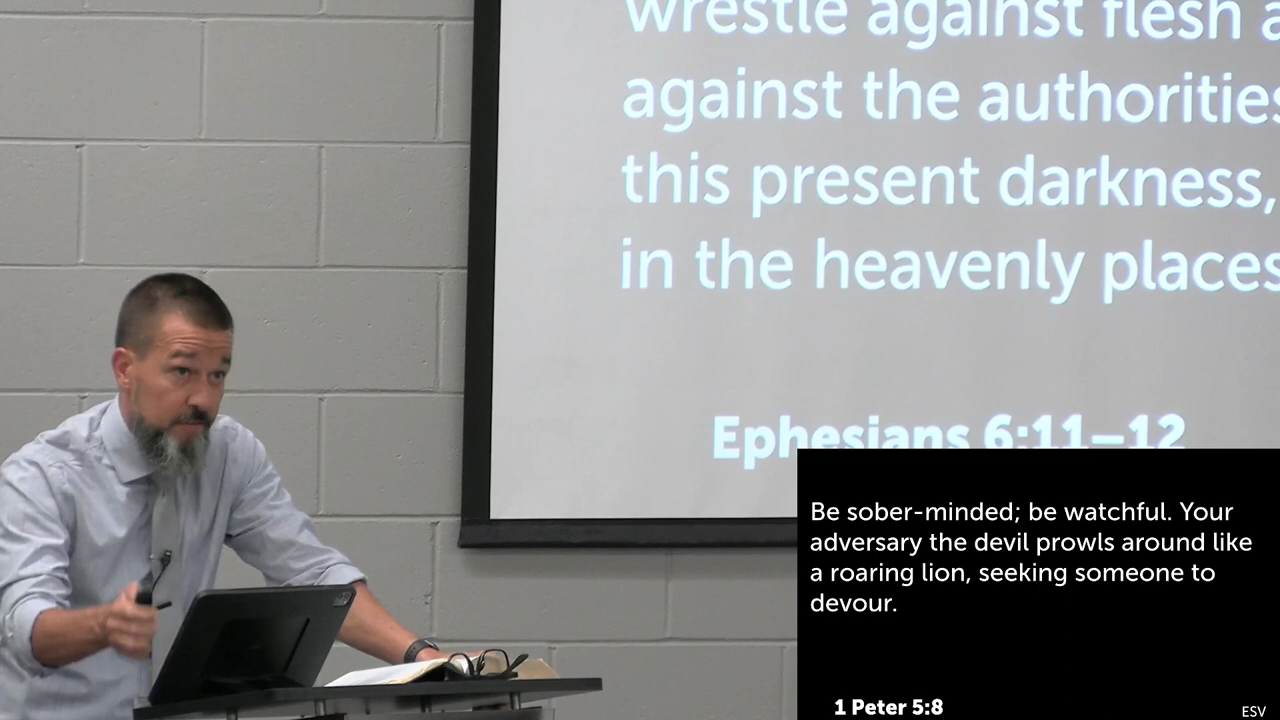 wrestle against flesh a
against the authorities
this present darkness,
in the heavenly places
Ephesians 6:11–12
Be sober-minded; be watchful. Your
adversary the devil prowls around like
a roaring lion, seeking someone to
devour.
1 Peter 5:8
ESV